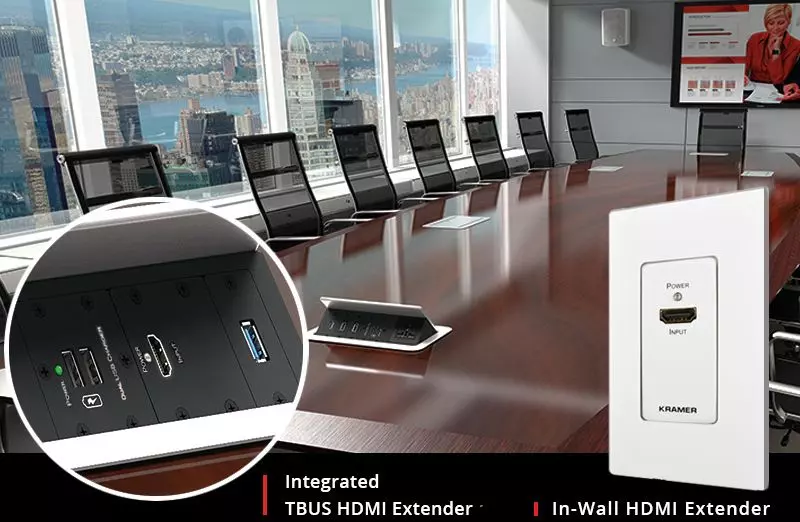 POWER
DUAL USB CHARGER
POWER
INPUT
POWER
INPUT
KRAMER
Integrated
TBUS HDMI Extender
In-Wall HDMI Extender